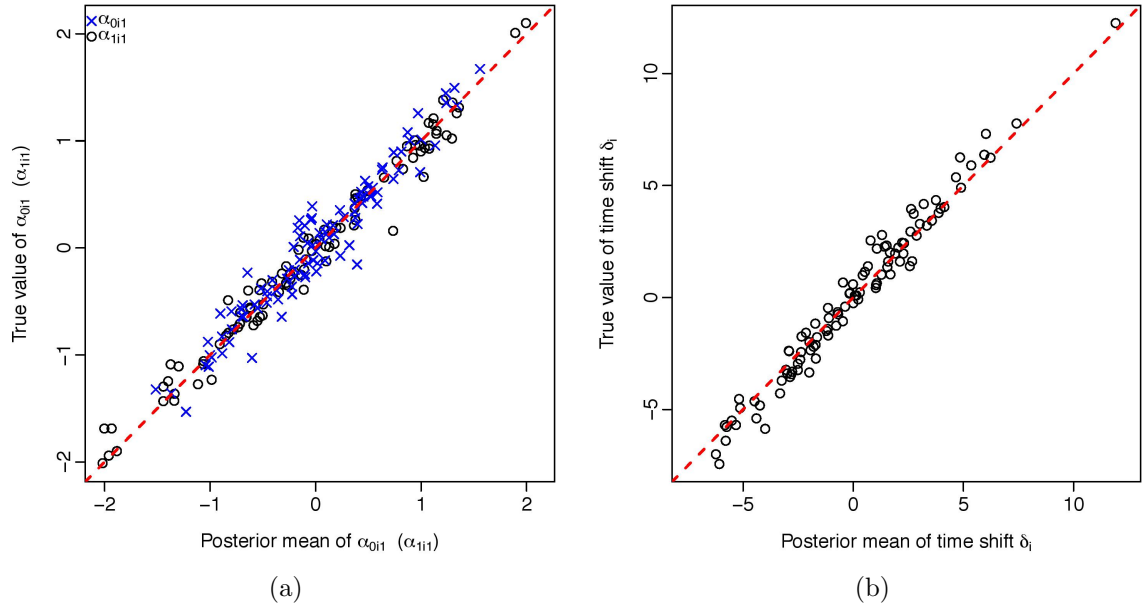 α0i1
α1i1
2
1
0
−1
−2
True value of α0i1 (α1i1)
−2 −1 0 1 2
Posterior mean of α0i1 (α1i1)
(a)
10
5
0
−5
True value of time shift δi
−5 0 5 10
Posterior mean of time shift δi
(b)